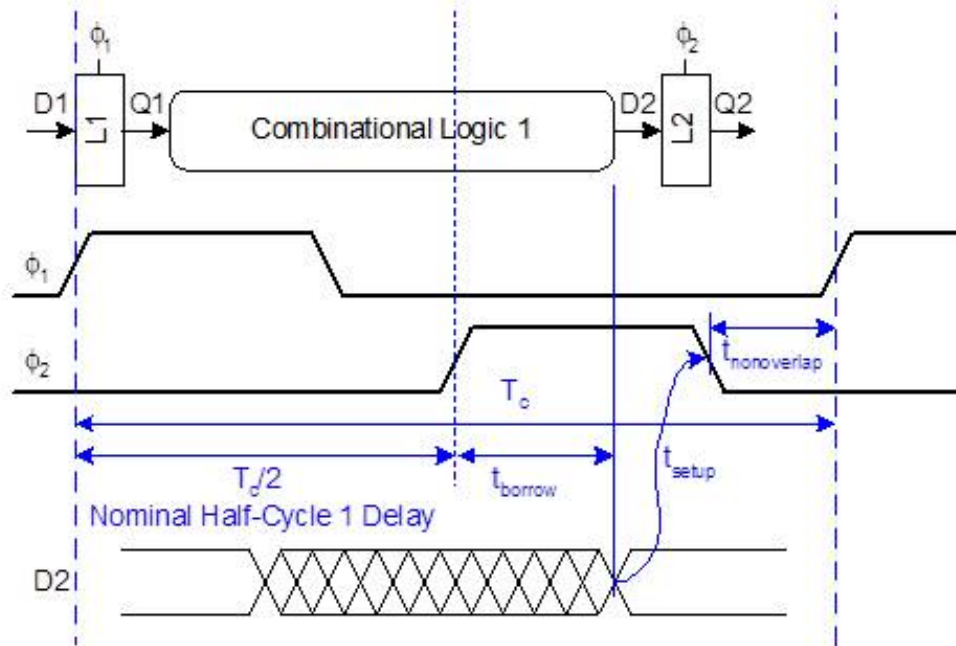 ϕ1 ϕ2
D1 L1 Q1 Combinational Logic 1 D2 L2 Q2
ϕ1
ϕ2 tnonoverlap
Tc
Tc/2 tborrow tsetup
Nominal Half-Cycle 1 Delay
D2